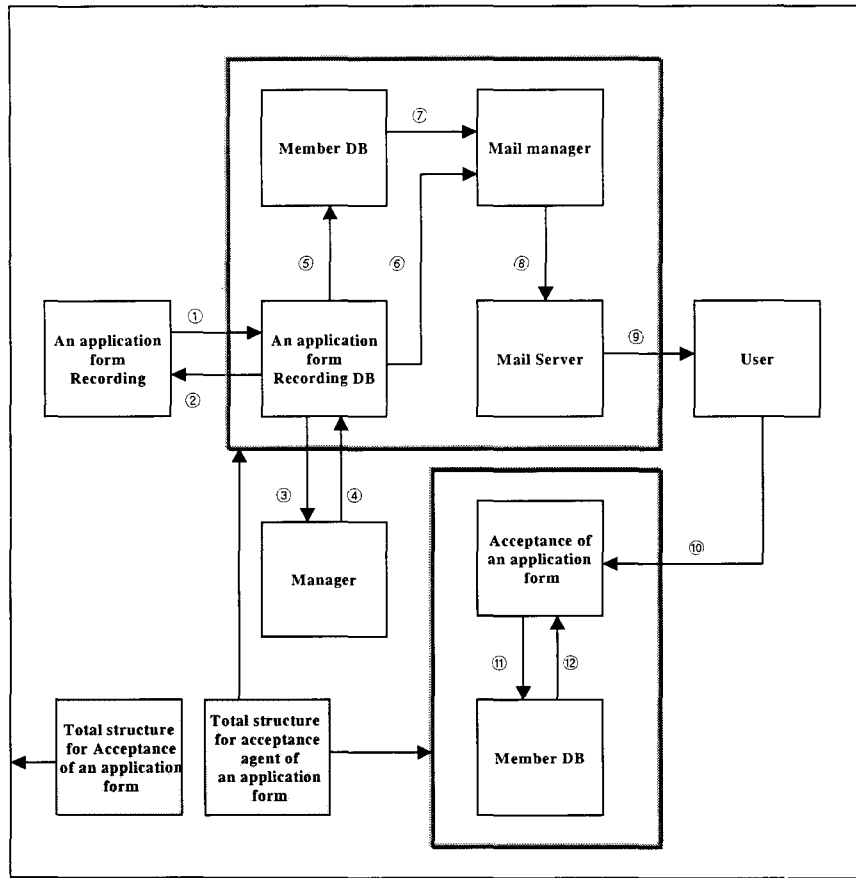 Member DB
⑦
Mail manager
⑤
⑥
⑧
①
An application
form
Recording
②
An application
form
Recording DB
Mail Server
⑨
User
③
④
Manager
Acceptance of
an application
form
⑩
⑪
⑫
Member DB
Total structure
for Acceptance
of an application
form
Total structure
for acceptance
agent of
an application
form